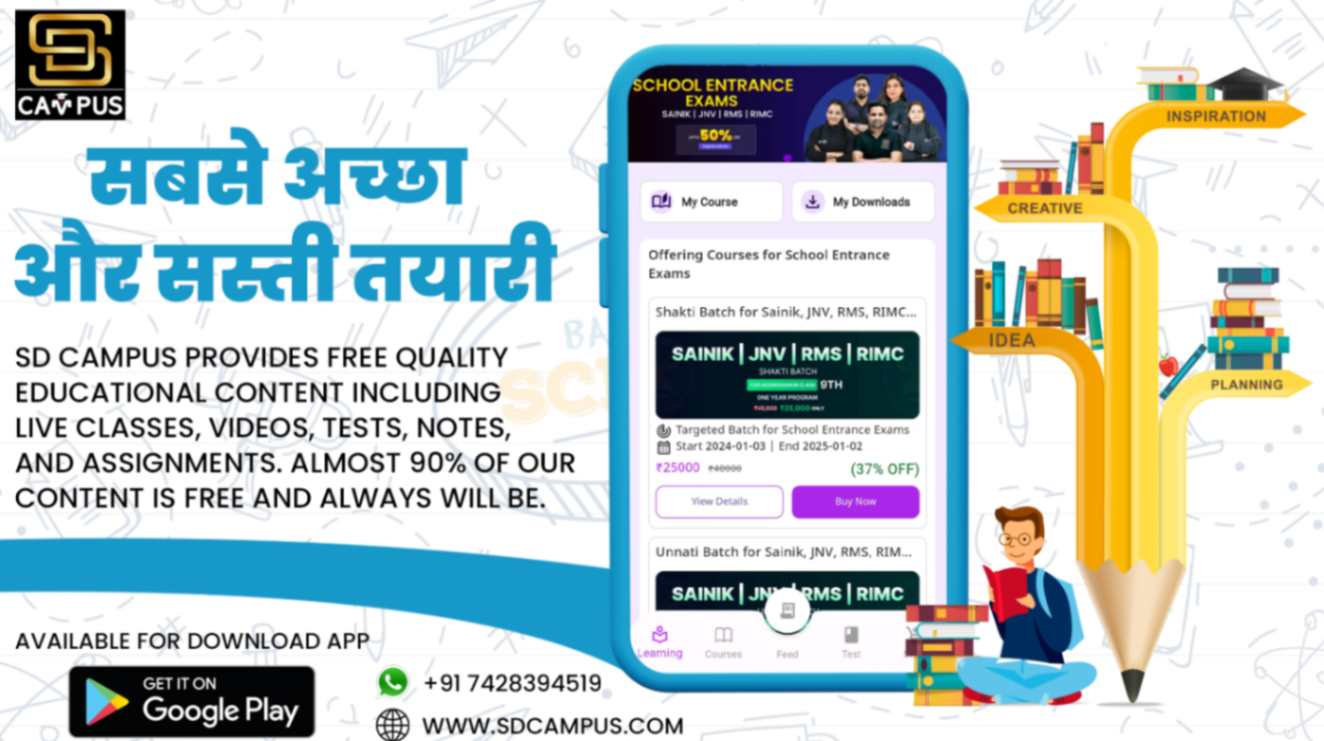 SD
CAMPUS
सबसे अच्छा
और सस्ती तयारी
SD CAMPUS PROVIDES FREE QUALITY
EDUCATIONAL CONTENT INCLUDING
LIVE CLASSES, VIDEOS, TESTS, NOTES,
AND ASSIGNMENTS. ALMOST 90% OF OUR
CONTENT IS FREE AND ALWAYS WILL BE.
AVAILABLE FOR DOWNLOAD APP
GET IT ON
Google Play
+91 7428394519
WWW.SDCAMPUS.COM
SCHOOL ENTRANCE
EXAMS
SAINIK | JNV | RMS | RIMC
50%
My Course
My Downloads
Offering Courses for School Entrance
Exams
Shakti Batch for Sainik, JNV, RMS, RIMC...
SAINIK | JNV | RMS | RIMC
SHAKTI BATCH
9TH
ONE YEAR PROGRAM
ONLY
Targeted Batch for School Entrance Exams
Start 2024-01-03 | End 2025-01-02
₹25000 ₹40000 (37% OFF)
View Details
Buy Now
Unnati Batch for Sainik, JNV, RMS, RIM...
SAINIK | JNV | RMS | RIMC
Learning
Courses
Feed
Test
INSPIRATION
CREATIVE
IDEA
PLANNING